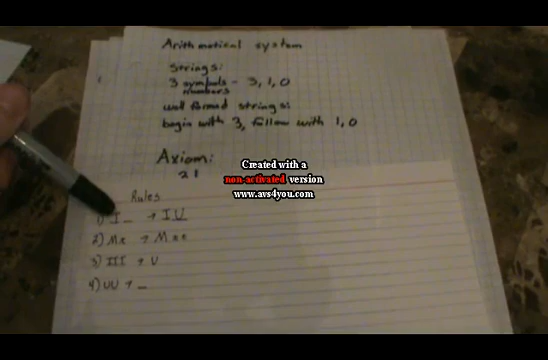 Arithmetical system
Strings:
3 symbols - 3, 1, 0
numbers
well formed strings:
begin with 3, follow with 1, 0
Axiom:
31
Created with a
non-activated version
www.avs4you.com
Rules
1) I_ → IU
2) Mx → Mxx
3) III → U
4) UU → _